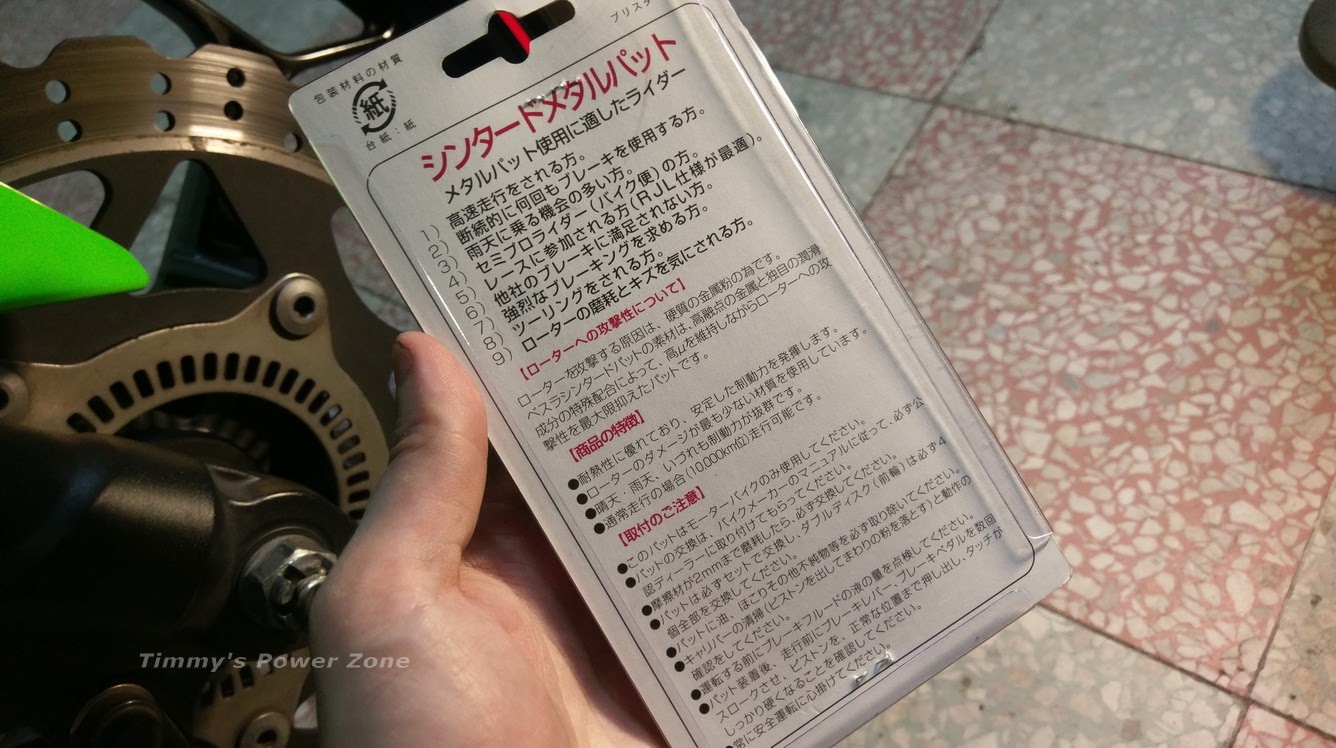 包装材料の材質
紙
台紙：紙
ブリスタ
シンタードメタルパット
メタルパット使用に適したライダー
1) 高速走行をされる方。
2) 断続的に何回もブレーキを使用する方。
3) 雨天に乗る機会の多い方。
4) セミプロライダー(バイク便)の方。
5) レースに参加される方(RJL仕様が最適)。
6) 他社のブレーキに満足されない方。
7) 強烈なブレーキングを求める方。
8) ツーリングをされる方。
9) ローターの磨耗とキズを気にされる方。
【ローターへの攻撃性について】
ローターを攻撃する原因は、硬質の金属粉の為です。
ベスラシンタードパットの素材は、高融点の金属と独自の潤滑
成分の特殊配合によって、高μを維持しながらローターへの攻
撃性を最大限抑えたパットです。
【商品の特徴】
●耐熱性に優れており、安定した制動力を発揮します。
●ローターのダメージが最も少ない材質を使用しています。
●晴天、雨天、いづれも制動力が抜群です。
●通常走行の場合(10,000km位)走行可能です。
【取付のご注意】
●このパットはモーターバイクのみ使用してください。
●パットの交換は、バイクメーカーのマニュアルに従って、必ず公
認ディーラーに取り付けてもらってください。
●摩擦材が2mmまで磨耗したら、必ず交換してください。
●パットは必ずセットで交換し、ダブルディスク(前輪)は必ず4
個全部を交換してください。
●パットに油、ほこりその他不純物等を必ず取り除いてください。
●キャリパーの清掃(ピストンを出してまわりの粉を落とす)と動作の
確認をしてください。
●運転する前にブレーキフルードの液の量を点検してください。
●パット装着後、走行前にブレーキレバー、ブレーキペダルを数回
スロークさせ、ピストンを、正常な位置まで押し出し、タッチが
しっかり硬くなることを確認してください。
常に安全運転に心掛けてください。
Timmy's Power Zone